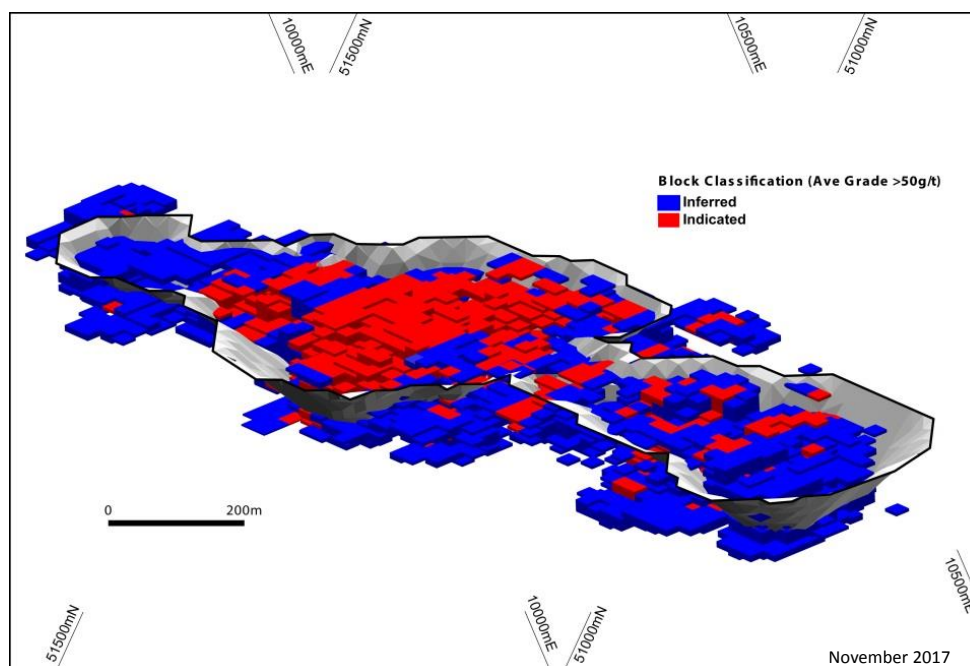 10000mE
51500mN
10500mE
51000mN
Block Classification (Ave Grade >50g/t)
Inferred
Indicated
0 200m
51500mN
10000mE
51000mN
10500mE
November 2017